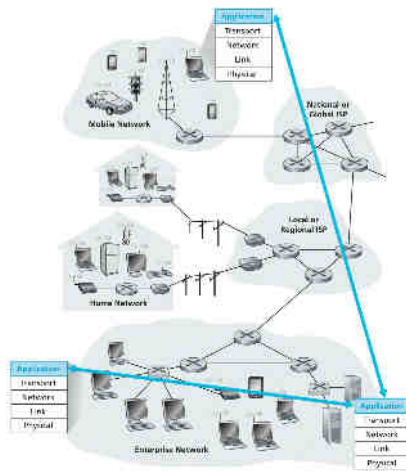 Application
Transport
Network
Link
Physical
Mobile Network
National or
Global ISP
Local or
Regional ISP
Home Network
Application
Transport
Network
Link
Physical
Enterprise Network
Application
Transport
Network
Link
Physical